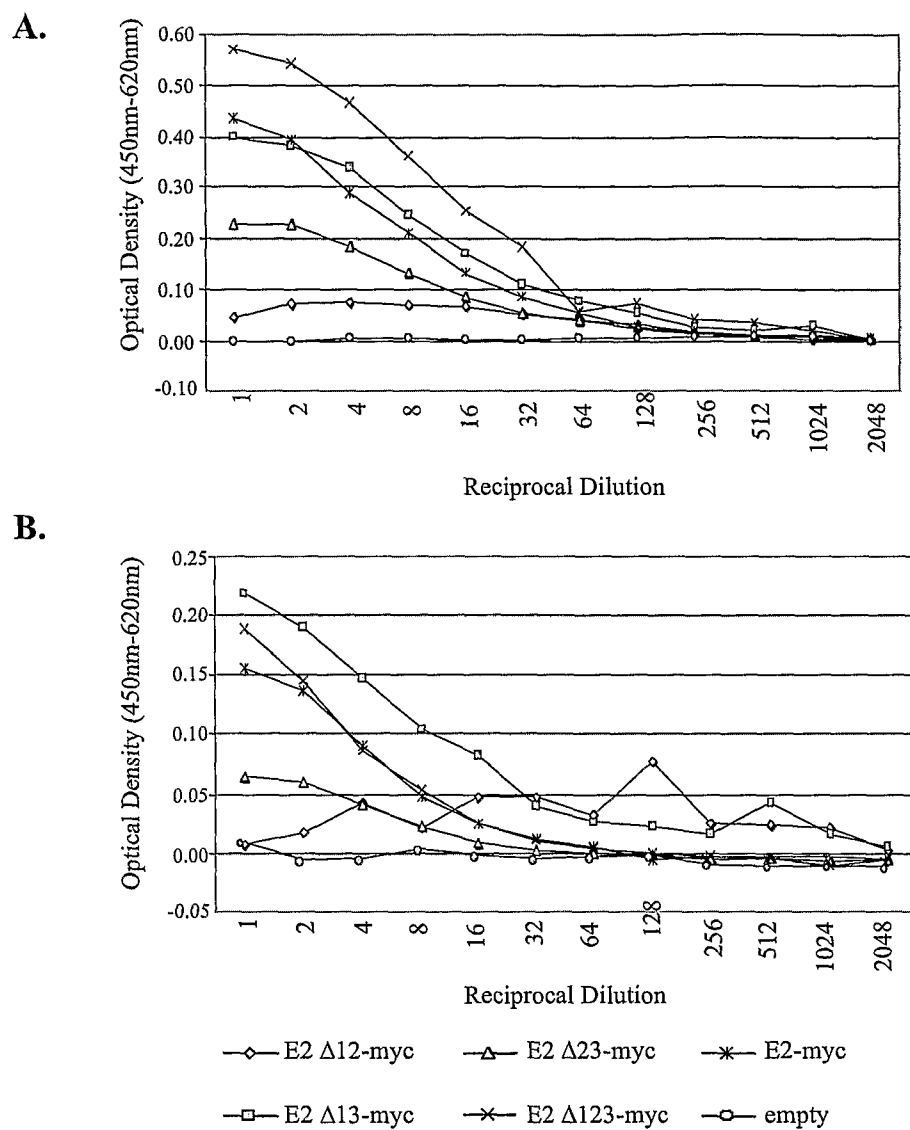 A.
Optical Density (450nm-620nm)
0.60
0.50
0.40
0.30
0.20
0.10
0.00
-0.10
1 2 4 8 16 32 64 128 256 512 1024 2048
Reciprocal Dilution
B.
Optical Density (450nm-620nm)
0.25
0.20
0.15
0.10
0.05
0.00
-0.05
1 2 4 8 16 32 64 128 256 512 1024 2048
Reciprocal Dilution
E2 Δ12-myc E2 Δ23-myc E2-myc
E2 Δ13-myc E2 Δ123-myc empty